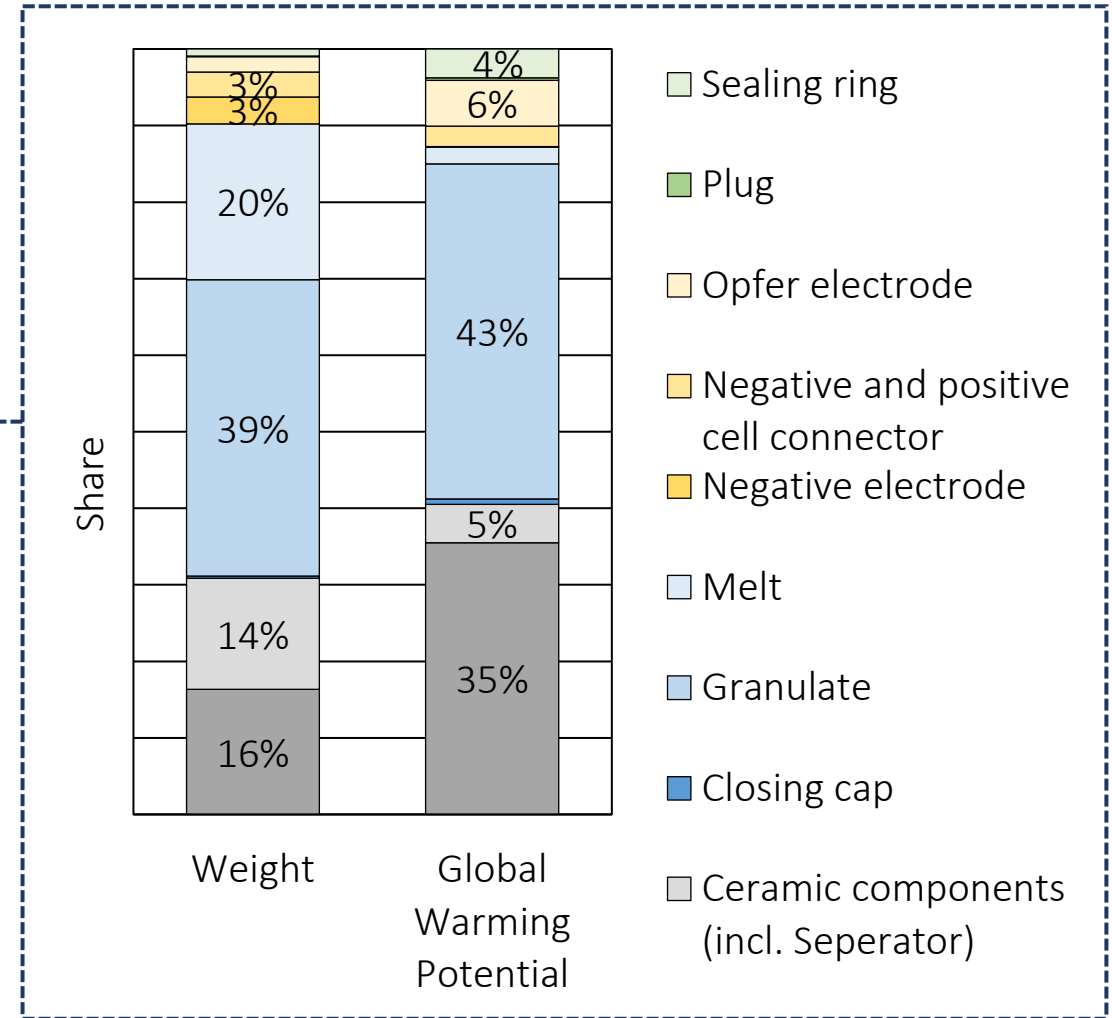 4%
3%
6%
3%
20%
43%
39%
5%
14%
35%
16%
Share
Weight
Global
Warming
Potential
Sealing ring
Plug
Opfer electrode
Negative and positive
cell connector
Negative electrode
Melt
Granulate
Closing cap
Ceramic components
(incl. Seperator)